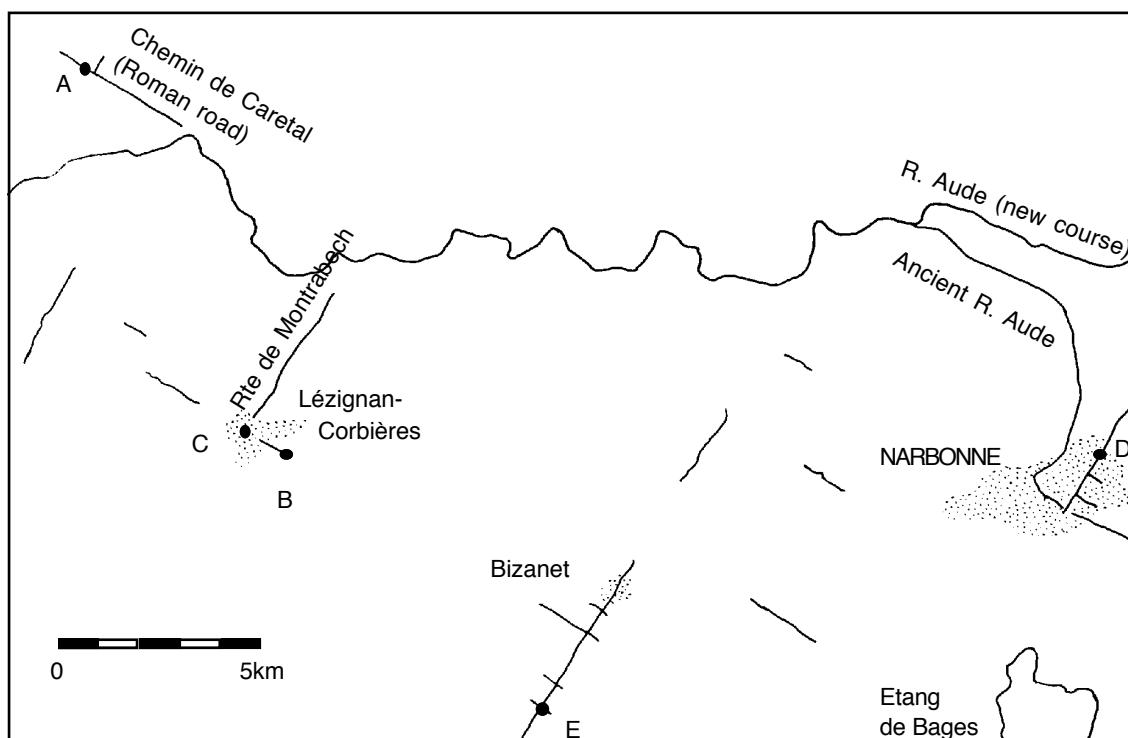 Chemin de Caretal
(Roman road)
A
R. Aude (new course)
Ancient R. Aude
Rte de Montrabech
Lézignan-
Corbières
C
B
NARBONNE
D
Bizanet
0
5km
E
Etang
de Bages